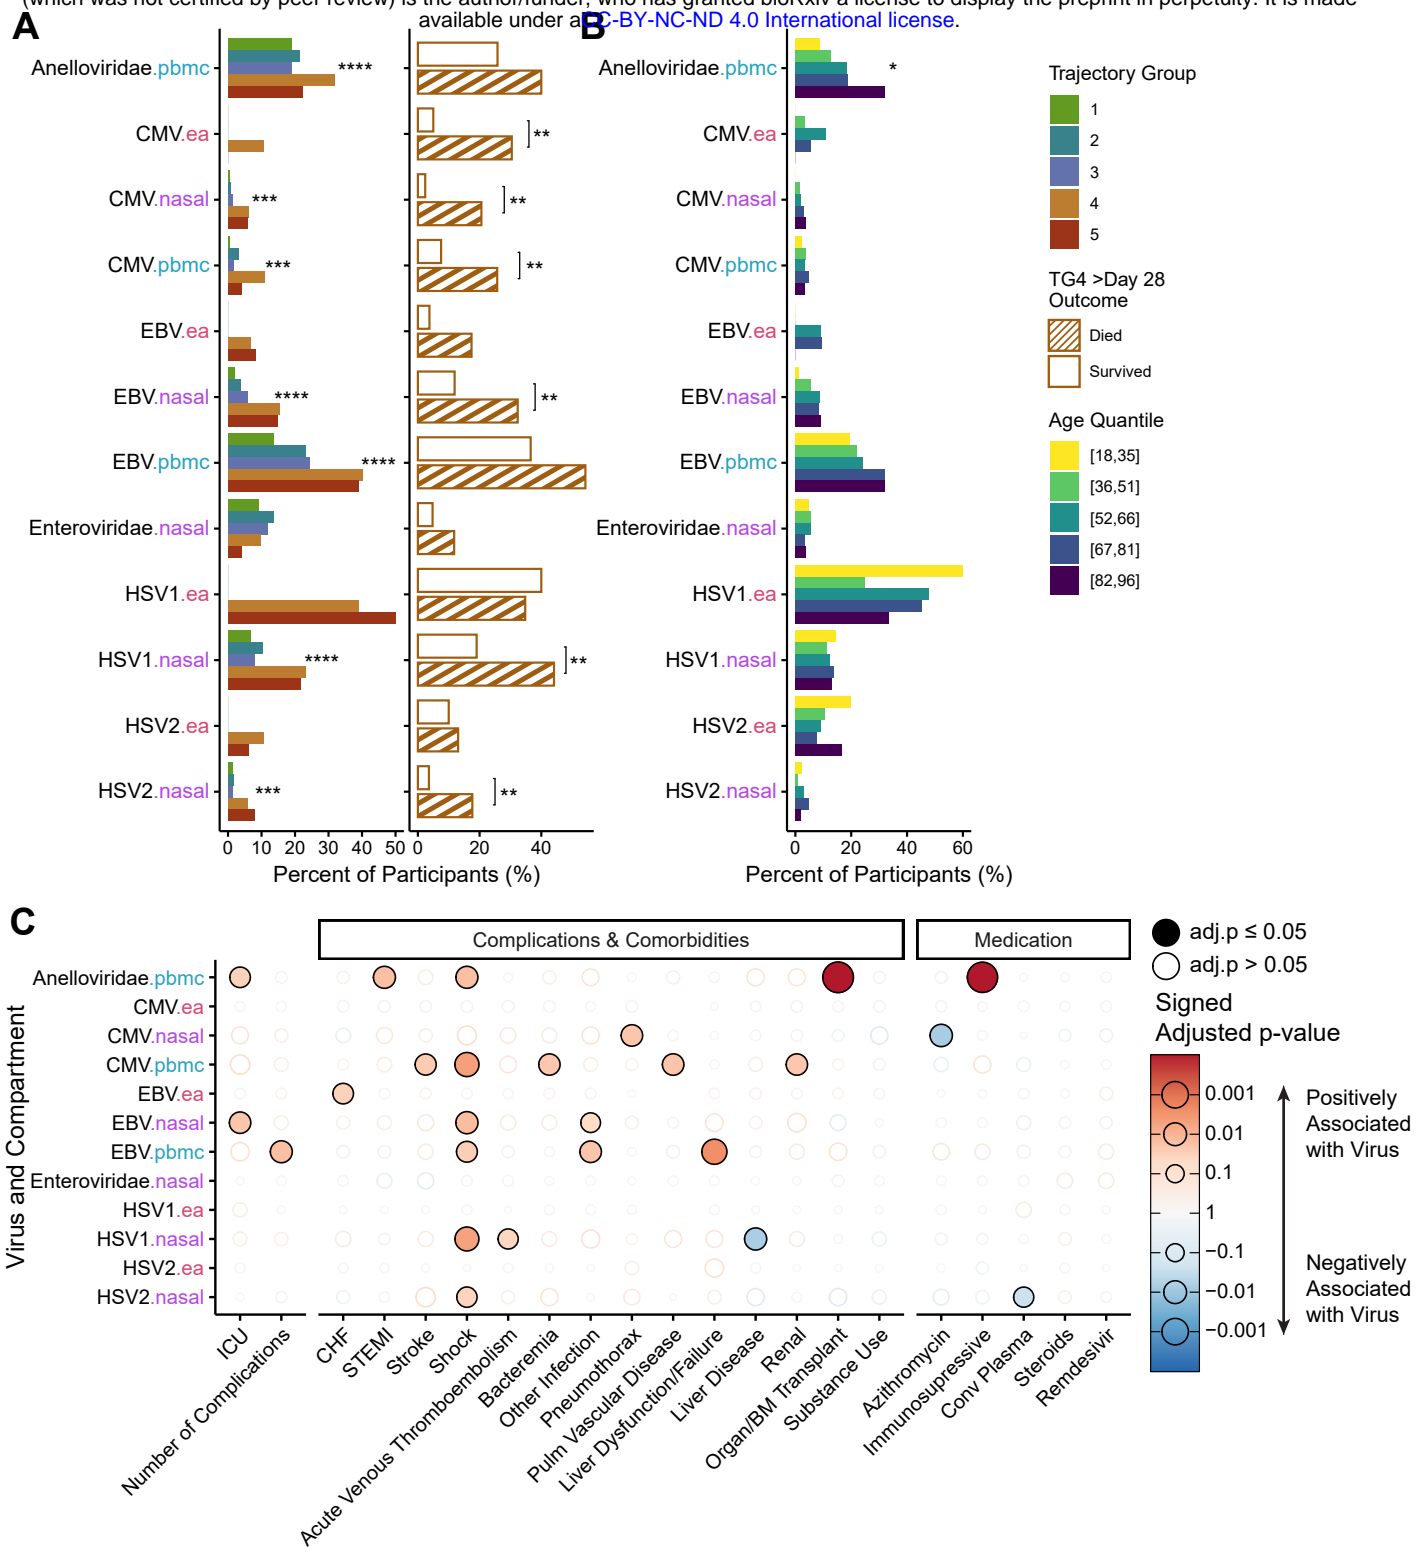 (which was not certified by peer review) is the author/funder, who has granted bioRxiv a license to display the preprint in perpetuity. It is made
available under aCC-BY-NC-ND 4.0 International license.
A
B
Anelloviridae.pbmc
****
CMV.ea
**
CMV.nasal
***
**
CMV.pbmc
***
**
EBV.ea
EBV.nasal
****
**
EBV.pbmc
****
Enteroviridae.nasal
HSV1.ea
HSV1.nasal
****
**
HSV2.ea
HSV2.nasal
***
**
0 10 20 30 40 50
0 20 40
Percent of Participants (%)
Anelloviridae.pbmc
*
CMV.ea
CMV.nasal
CMV.pbmc
EBV.ea
EBV.nasal
EBV.pbmc
Enteroviridae.nasal
HSV1.ea
HSV1.nasal
HSV2.ea
HSV2.nasal
0 20 40 60
Percent of Participants (%)
Trajectory Group
1
2
3
4
5
TG4 >Day 28
Outcome
Died
Survived
Age Quantile
[18,35]
[36,51]
[52,66]
[67,81]
[82,96]
C
Complications & Comorbidities
Medication
Virus and Compartment
Anelloviridae.pbmc
CMV.ea
CMV.nasal
CMV.pbmc
EBV.ea
EBV.nasal
EBV.pbmc
Enteroviridae.nasal
HSV1.ea
HSV1.nasal
HSV2.ea
HSV2.nasal
ICU
Number of Complications
CHF
STEMI
Stroke
Shock
Acute Venous Thromboembolism
Bacteremia
Other Infection
Pneumothorax
Pulm Vascular Disease
Liver Dysfunction/Failure
Liver Disease
Renal
Organ/BM Transplant
Substance Use
Azithromycin
Immunosupressive
Conv Plasma
Steroids
Remdesivir
adj.p ≤ 0.05
adj.p > 0.05
Signed
Adjusted p-value
0.001
0.01
0.1
1
−0.1
−0.01
−0.001
Positively
Associated
with Virus
Negatively
Associated
with Virus